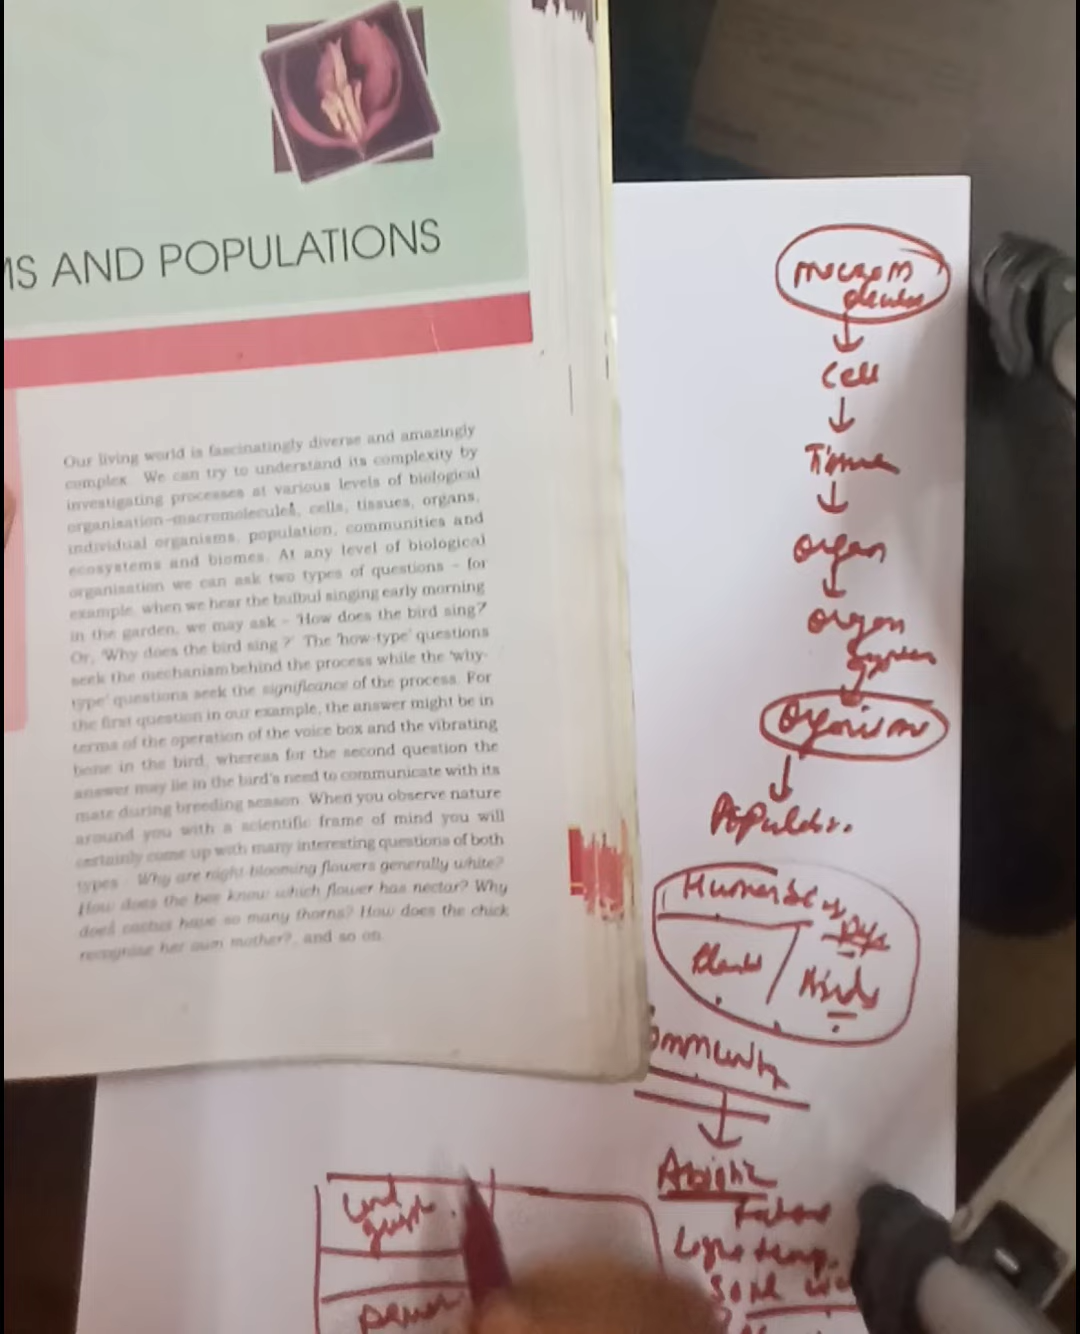 MS AND POPULATIONS
Our living world is fascinatingly diverse and amazingly
complex. We can try to understand its complexity by
investigating processes at various levels of biological
organisation–macromolecules, cells, tissues, organs,
individual organisms, population, communities and
ecosystems and biomes. At any level of biological
organisation we can ask two types of questions – for
example, when we hear the bulbul singing early morning
in the garden, we may ask – 'How does the bird sing?'
Or, 'Why does the bird sing ?' The 'how-type' questions
seek the mechanism behind the process while the 'why-
type' questions seek the significance of the process. For
the first question in our example, the answer might be in
terms of the operation of the voice box and the vibrating
bone in the bird, whereas for the second question the
answer may lie in the bird's need to communicate with its
mate during breeding season. When you observe nature
around you with a scientific frame of mind you will
certainly come up with many interesting questions of both
types - Why are night-blooming flowers generally white?
How does the bee know which flower has nectar? Why
does cactus have so many thorns? How does the chick
recognise her own mother?, and so on.
Cell
Tissue
Organ
Organ
System
Organism
Plants
Birds
ommunity
Abiotic